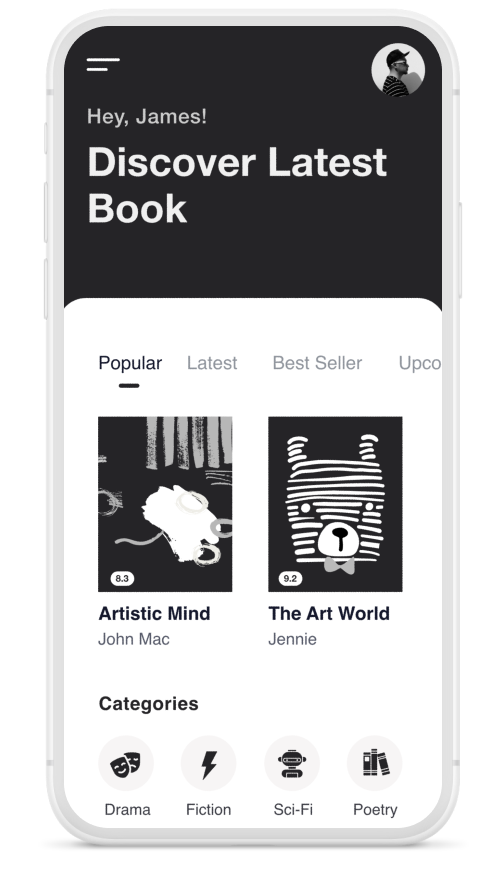 Hey, James!
Discover Latest
Book
Popular Latest Best Seller Upco
8.3 9.2
Artistic Mind The Art World
John Mac Jennie
Categories
Drama Fiction Sci-Fi Poetry